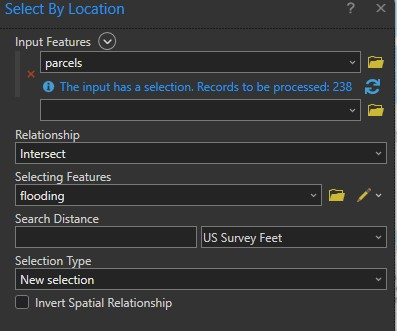 Select By Location ? ×
Input Features
parcels
The input has a selection. Records to be processed: 238
Relationship
Intersect
Selecting Features
flooding
Search Distance
US Survey Feet
Selection Type
New selection
Invert Spatial Relationship